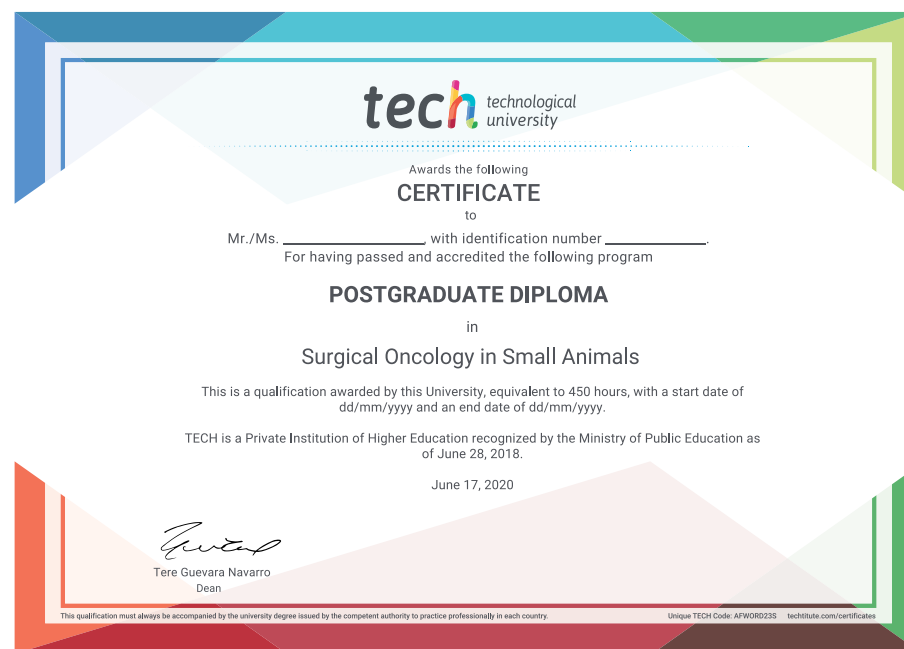 tech technological
university
Awards the following
CERTIFICATE
to
Mr./Ms. ____________________, with identification number ______________.
For having passed and accredited the following program
POSTGRADUATE DIPLOMA
in
Surgical Oncology in Small Animals
This is a qualification awarded by this University, equivalent to 450 hours, with a start date of
dd/mm/yyyy and an end date of dd/mm/yyyy.
TECH is a Private Institution of Higher Education recognized by the Ministry of Public Education as
of June 28, 2018.
June 17, 2020
Tere Guevara Navarro
Dean
This qualification must always be accompanied by the university degree issued by the competent authority to practice professionally in each country. Unique TECH Code: AFWORD23S techtitute.com/certificates